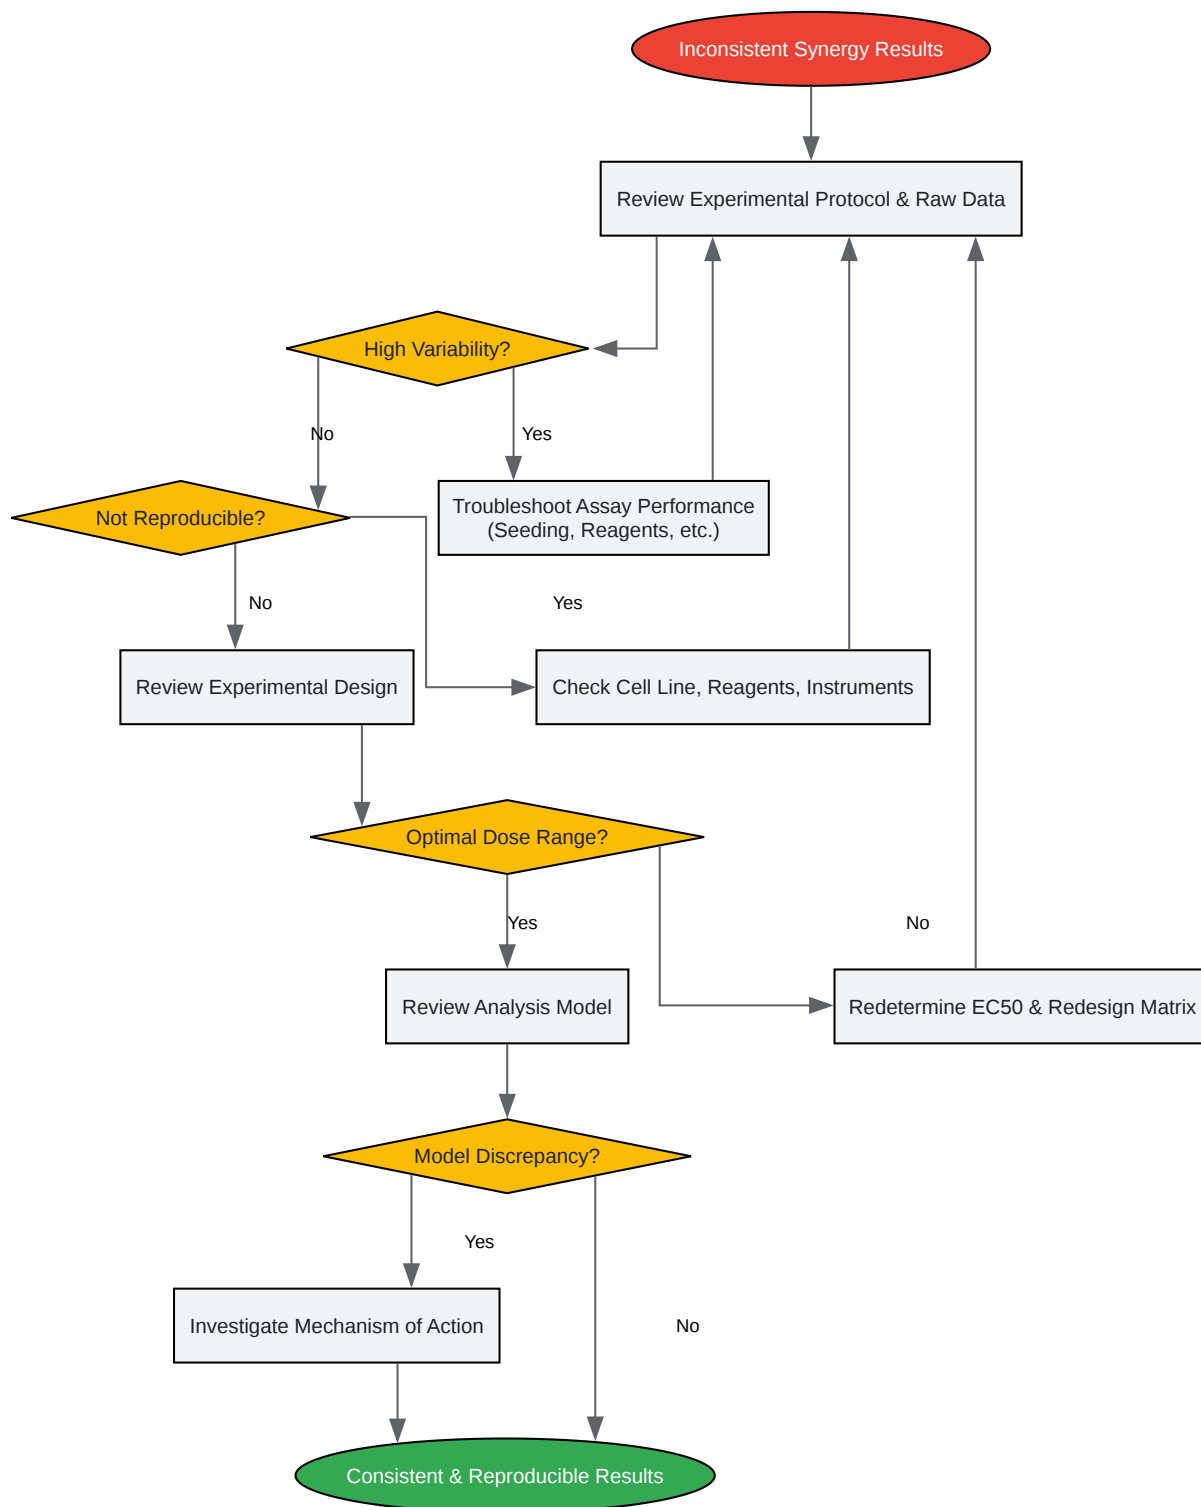 Inconsistent Synergy Results
Review Experimental Protocol & Raw Data
High Variability?
No
Yes
Not Reproducible?
Troubleshoot Assay Performance
(Seeding, Reagents, etc.)
No
Yes
Review Experimental Design
Check Cell Line, Reagents, Instruments
Optimal Dose Range?
Yes
No
Review Analysis Model
Redetermine EC50 & Redesign Matrix
Model Discrepancy?
Yes
Investigate Mechanism of Action
No
Consistent & Reproducible Results